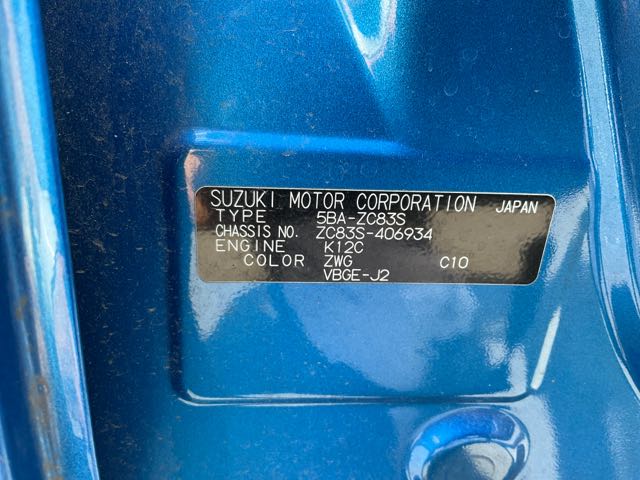 SUZUKI MOTOR CORPORATION JAPAN
TYPE 5BA-ZC83S
CHASSIS NO. ZC83S-406934
ENGINE K12C
COLOR ZWG C10
VBGE-J2